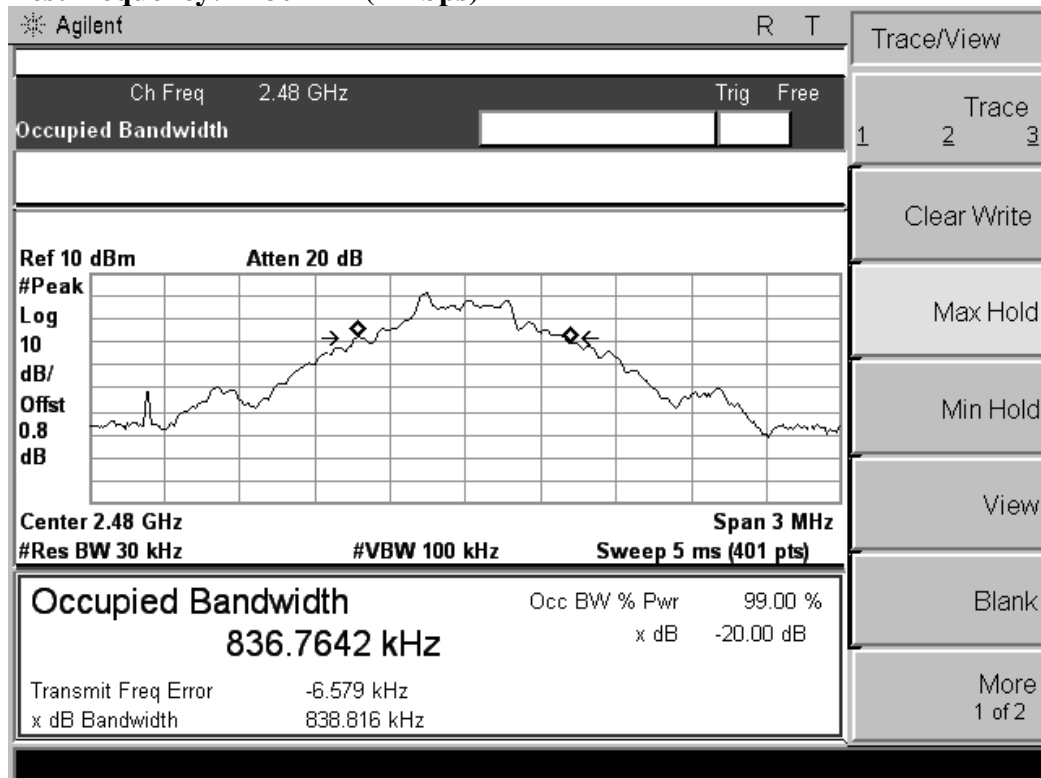 Agilent R T
Trace/View
Ch Freq 2.48 GHz Trig Free
Occupied Bandwidth
Trace
1 2 3
Clear Write
Max Hold
Min Hold
View
Blank
More
1 of 2
Ref 10 dBm Atten 20 dB
#Peak
Log
10
dB/
Offst
0.8
dB
Center 2.48 GHz Span 3 MHz
#Res BW 30 kHz #VBW 100 kHz Sweep 5 ms (401 pts)
Occupied Bandwidth
836.7642 kHz
Occ BW % Pwr 99.00 %
x dB -20.00 dB
Transmit Freq Error -6.579 kHz
x dB Bandwidth 838.816 kHz